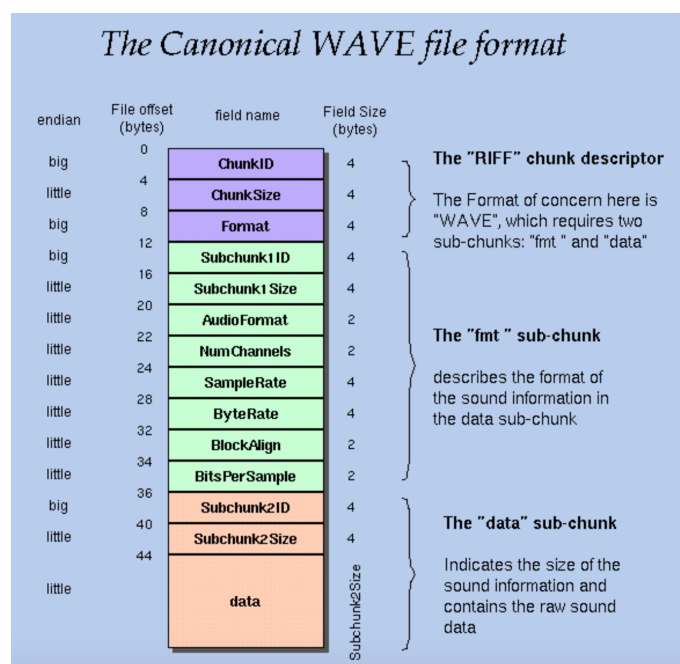 The Canonical WAVE file format
endian
File offset
(bytes)
field name
Field Size
(bytes)
0
big
ChunkID
4
The "RIFF" chunk descriptor
4
little
ChunkSize
4
The Format of concern here is
8
"WAVE", which requires two
big
Format
4
sub-chunks: "fmt " and "data"
12
big
Subchunk1ID
4
16
little
Subchunk1Size
4
20
little
AudioFormat
2
The "fmt " sub-chunk
22
little
NumChannels
2
24
describes the format of
little
SampleRate
4
the sound information in
28
the data sub-chunk
little
ByteRate
4
32
little
BlockAlign
2
34
little
BitsPerSample
2
36
big
Subchunk2ID
4
The "data" sub-chunk
40
little
Subchunk2Size
4
44
Indicates the size of the
sound information and
contains the raw sound
data
little
data
Subchunk2Size